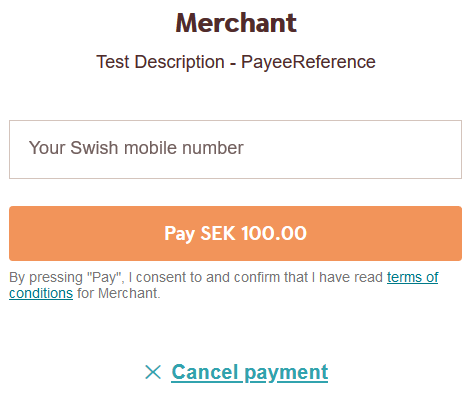 Merchant
Test Description - PayeeReference
Your Swish mobile number
Pay SEK 100.00
By pressing "Pay", I consent to and confirm that I have read terms of
conditions for Merchant.
Cancel payment